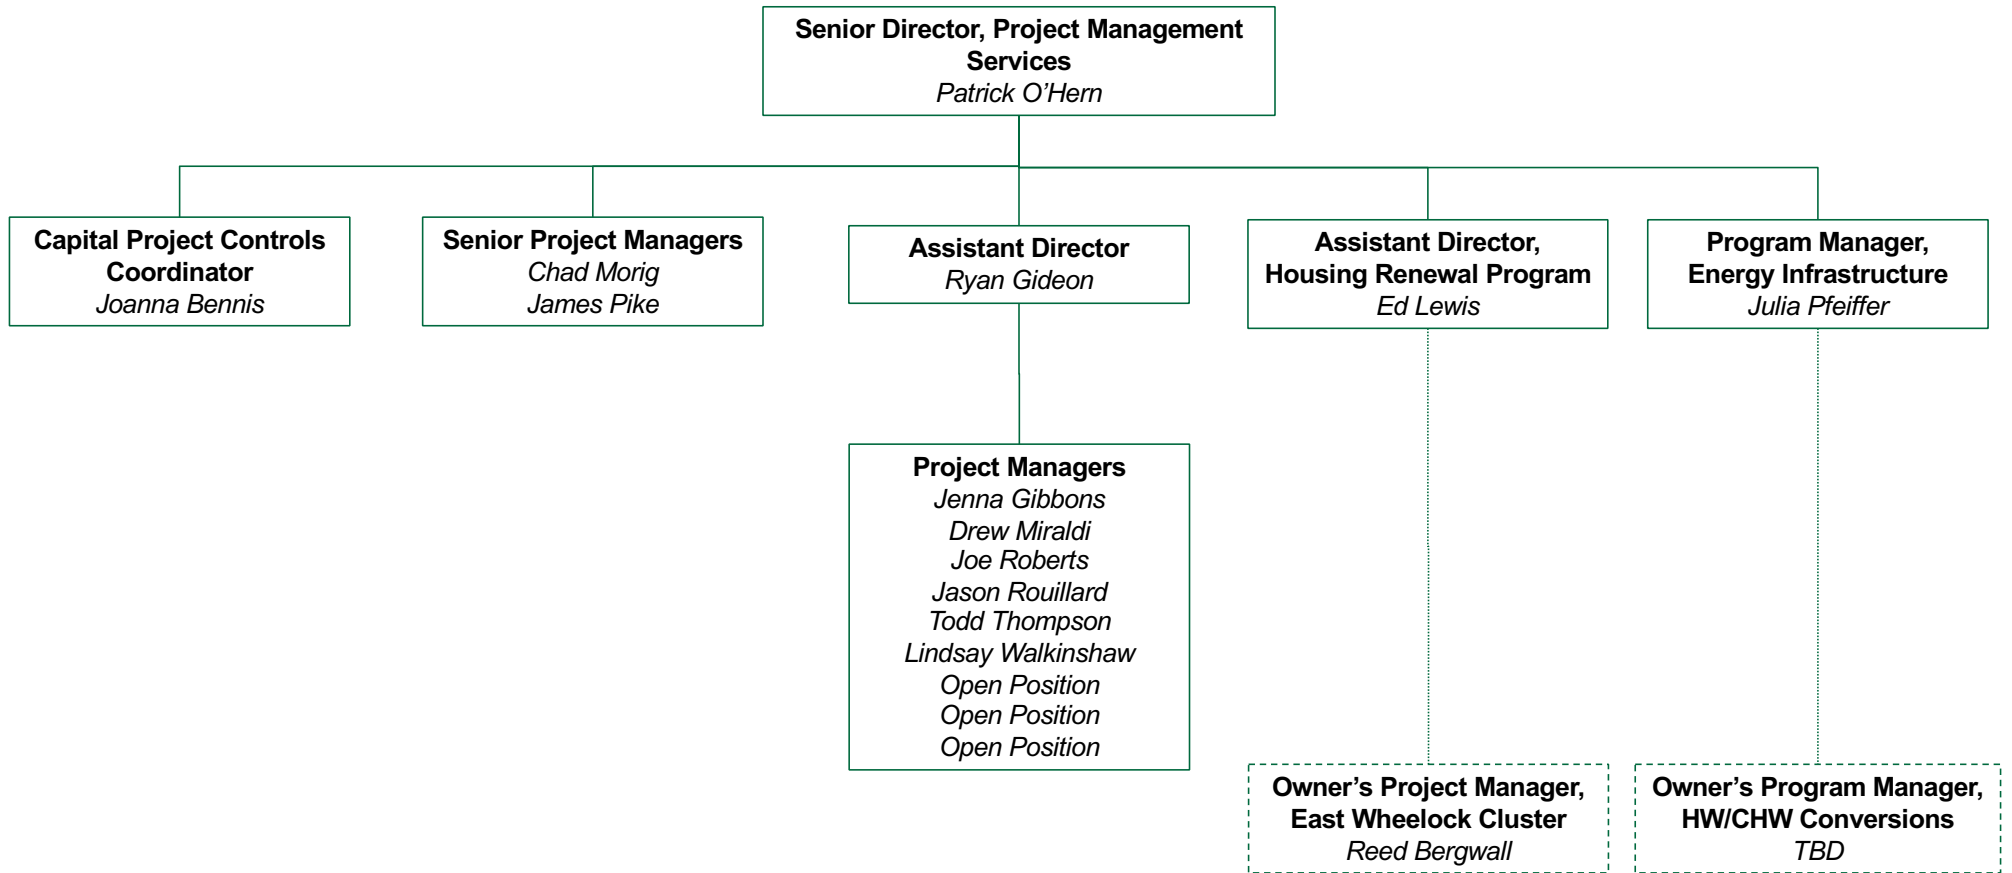 Senior Director, Project Management
Services
Patrick O’Hern
Capital Project Controls
Coordinator
Joanna Bennis
Senior Project Managers
Chad Morig
James Pike
Assistant Director
Ryan Gideon
Assistant Director,
Housing Renewal Program
Ed Lewis
Program Manager,
Energy Infrastructure
Julia Pfeiffer
Project Managers
Jenna Gibbons
Drew Miraldi
Joe Roberts
Jason Rouillard
Todd Thompson
Lindsay Walkinshaw
Open Position
Open Position
Open Position
Owner’s Project Manager,
East Wheelock Cluster
Reed Bergwall
Owner’s Program Manager,
HW/CHW Conversions
TBD